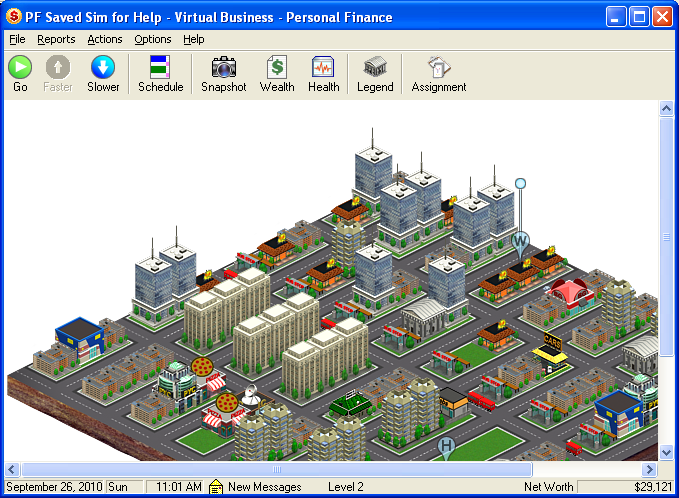 PF Saved Sim for Help - Virtual Business - Personal Finance
File Reports Actions Options Help
Go Faster Slower Schedule Snapshot Wealth Health Legend Assignment
W
CARS
H
September 26, 2010 Sun 11:01 AM New Messages Level 2 Net Worth $29,121